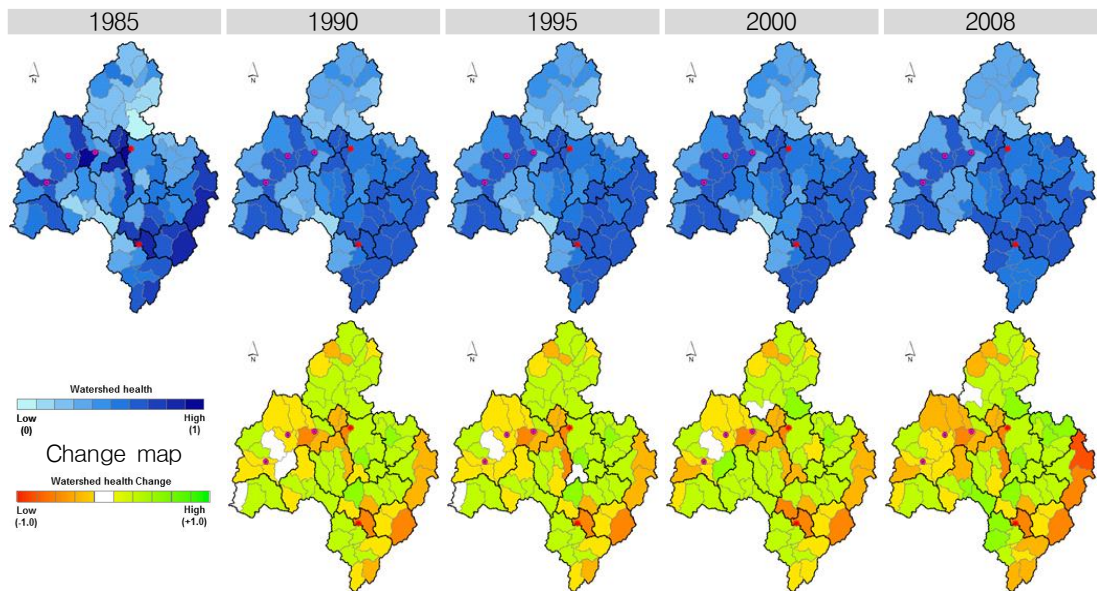 1985
1990
1995
2000
2008
N
N
N
N
N
N
N
N
N
Watershed health
Low
High
(0)
(1)
Change map
Watershed health Change
Low
High
(-1.0)
(+1.0)